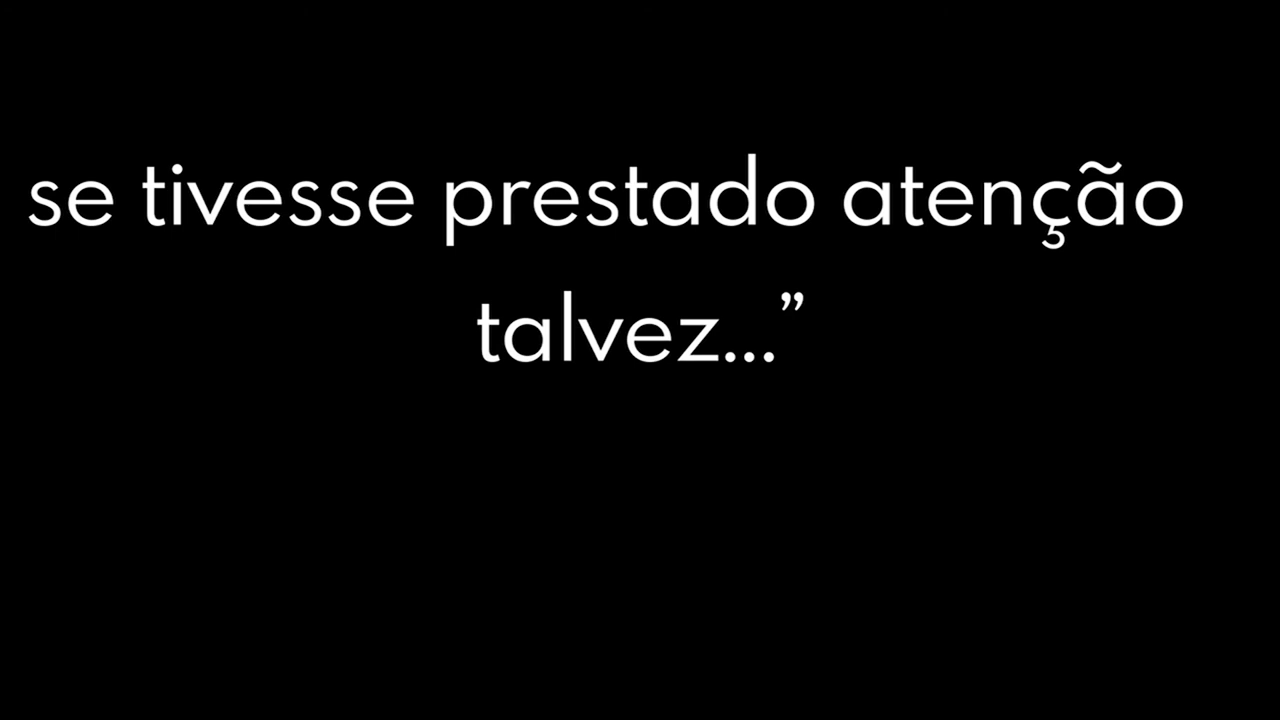 se tivesse prestado atenção
talvez...”